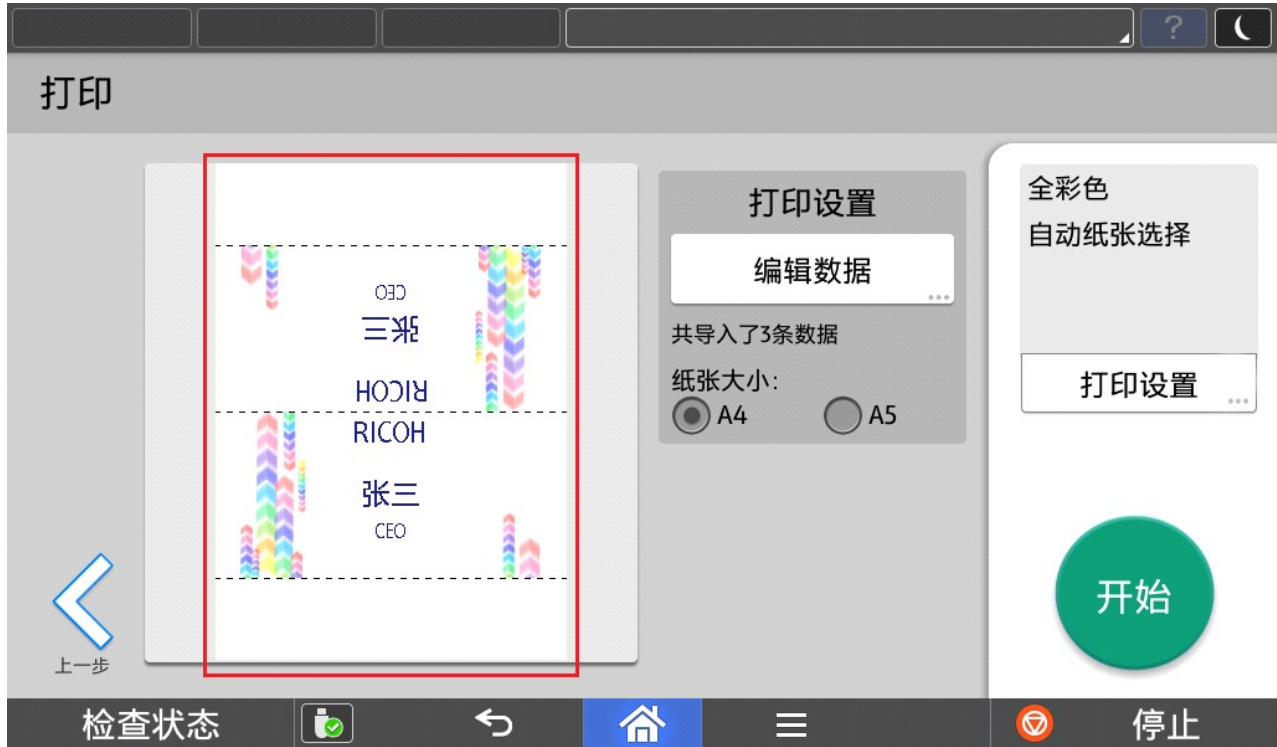 ?
打印
CEO
张三
RICOH
RICOH
张三
CEO
上一步
打印设置
编辑数据
...
共导入了3条数据
纸张大小:
A4
A5
全彩色
自动纸张选择
打印设置
...
开始
检查状态
停止